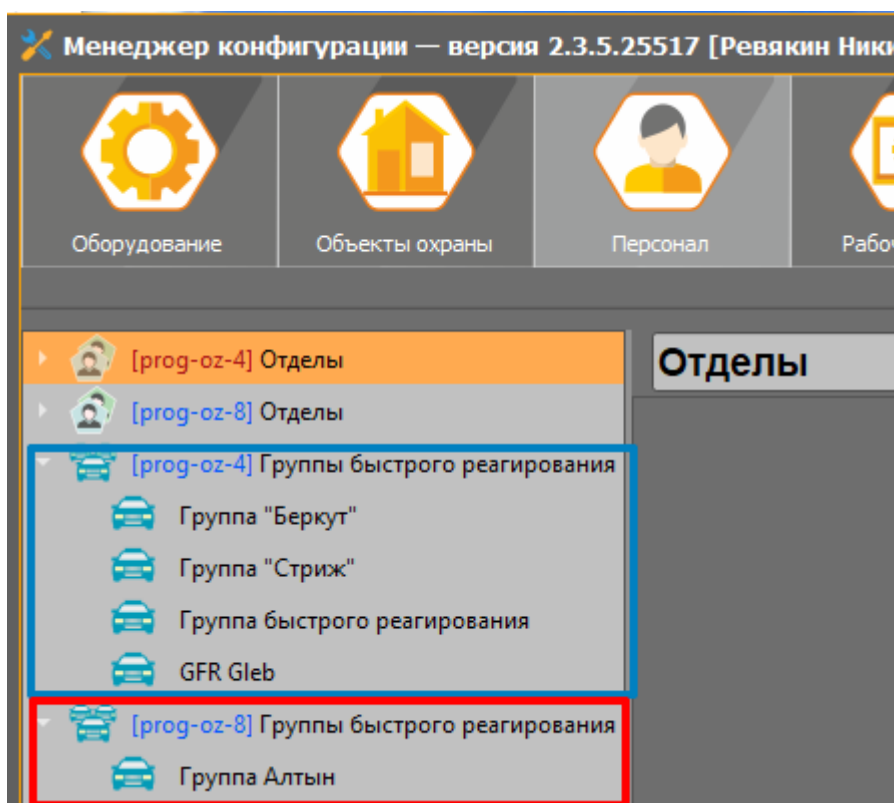 Менеджер конфигурации — версия 2.3.5.25517 [Ревякин
Оборудование
Объекты охраны
Персонал
[prog-oz-4] Отделы
Отделы
[prog-oz-8] Отделы
[prog-oz-4] Группы быстрого реагирования
Группа "Беркут"
Группа "Стриж"
Группа быстрого реагирования
GFR Gleb
[prog-oz-8] Группы быстрого реагирования
Группа Алтын